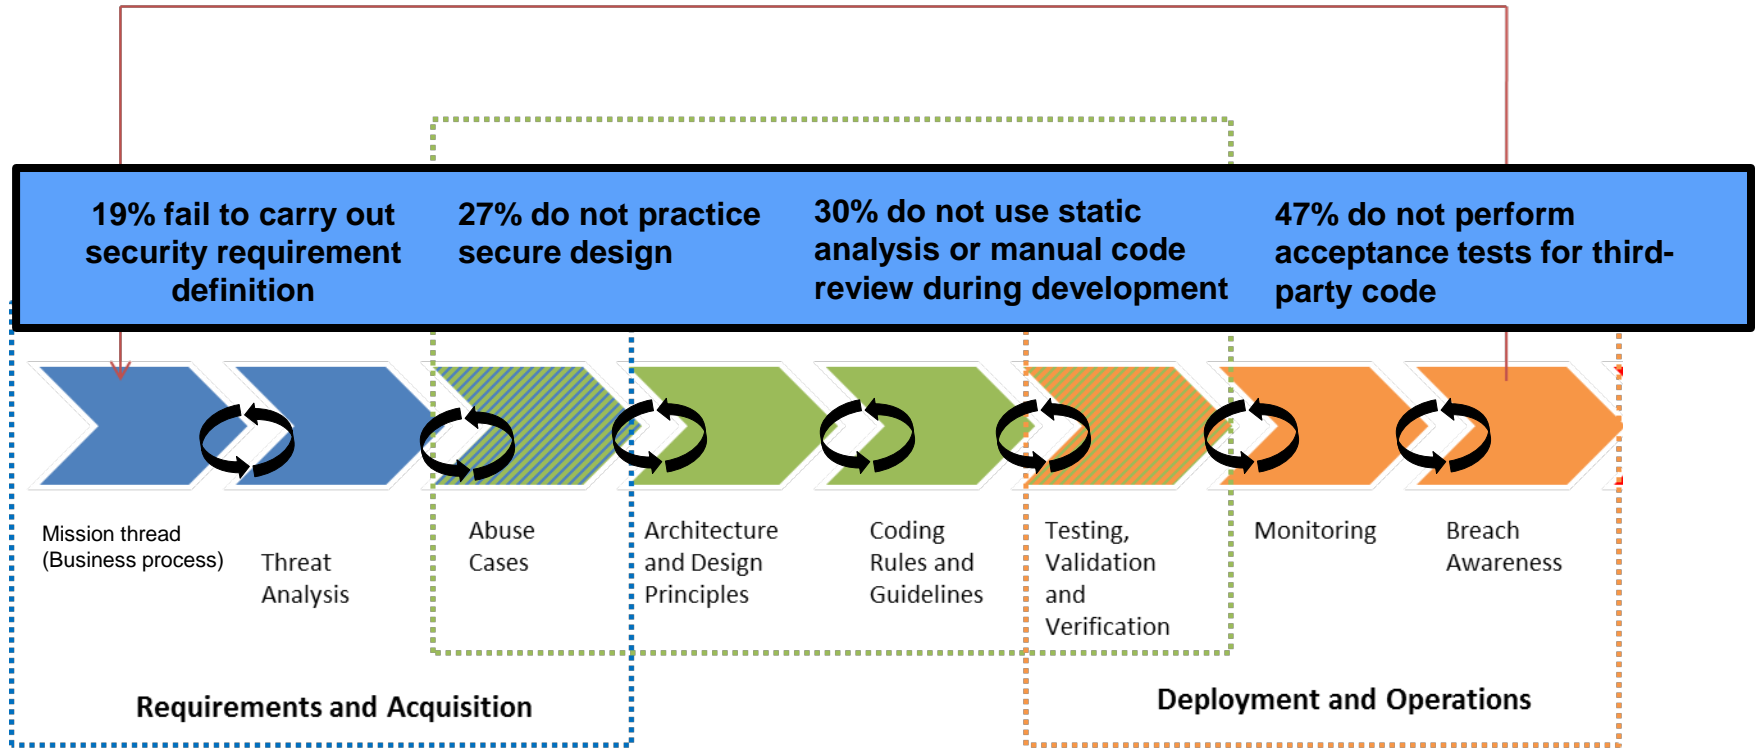 19% fail to carry out
security requirement
definition
27% do not practice
secure design
30% do not use static
analysis or manual code
review during development
47% do not perform
acceptance tests for third-
party code
Mission thread
(Business process)
Threat
Analysis
Abuse
Cases
Architecture
and Design
Principles
Coding
Rules and
Guidelines
Testing,
Validation
and
Verification
Monitoring
Breach
Awareness
Requirements and Acquisition
Deployment and Operations